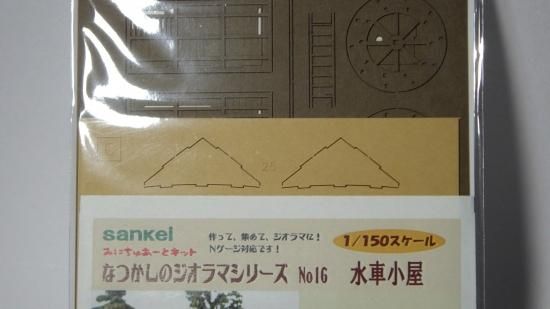 C
25
sankei
みにちゅあーとキット
作って、集めて、ジオラマに！
Nゲージ対応です！
1/150スケール
なつかしのジオラマシリーズ No16 水車小屋